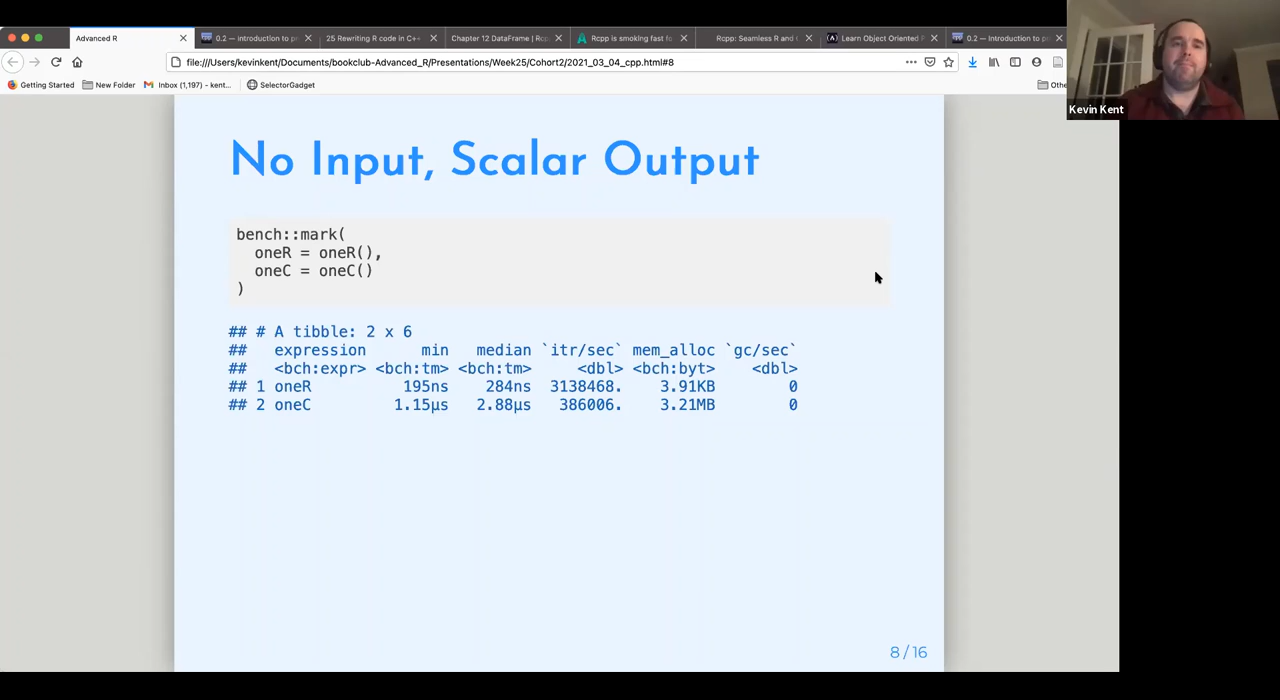 Advanced R
0.2 — introduction to pr
25 Rewriting R code in C++
Chapter 12 DataFrame | Rcp
Rcpp is smoking fast fo
Rcpp: Seamless R and
Learn Object Oriented
0.2 — Introduction to p
file:///Users/kevinkent/Documents/bookclub-Advanced_R/Presentations/Week25/Cohort2/2021_03_04_cpp.html#8
Getting Started
New Folder
Inbox (1,197) - kent...
SelectorGadget
Othe
Kevin Kent
No Input, Scalar Output
bench::mark(
oneR = oneR(),
oneC = oneC()
)
## # A tibble: 2 x 6
## expression min median `itr/sec` mem_alloc `gc/sec`
## <bch:expr> <bch:tm> <bch:tm> <dbl> <bch:byt> <dbl>
## 1 oneR 195ns 284ns 3138468. 3.91KB 0
## 2 oneC 1.15µs 2.88µs 386006. 3.21MB 0
8 / 16